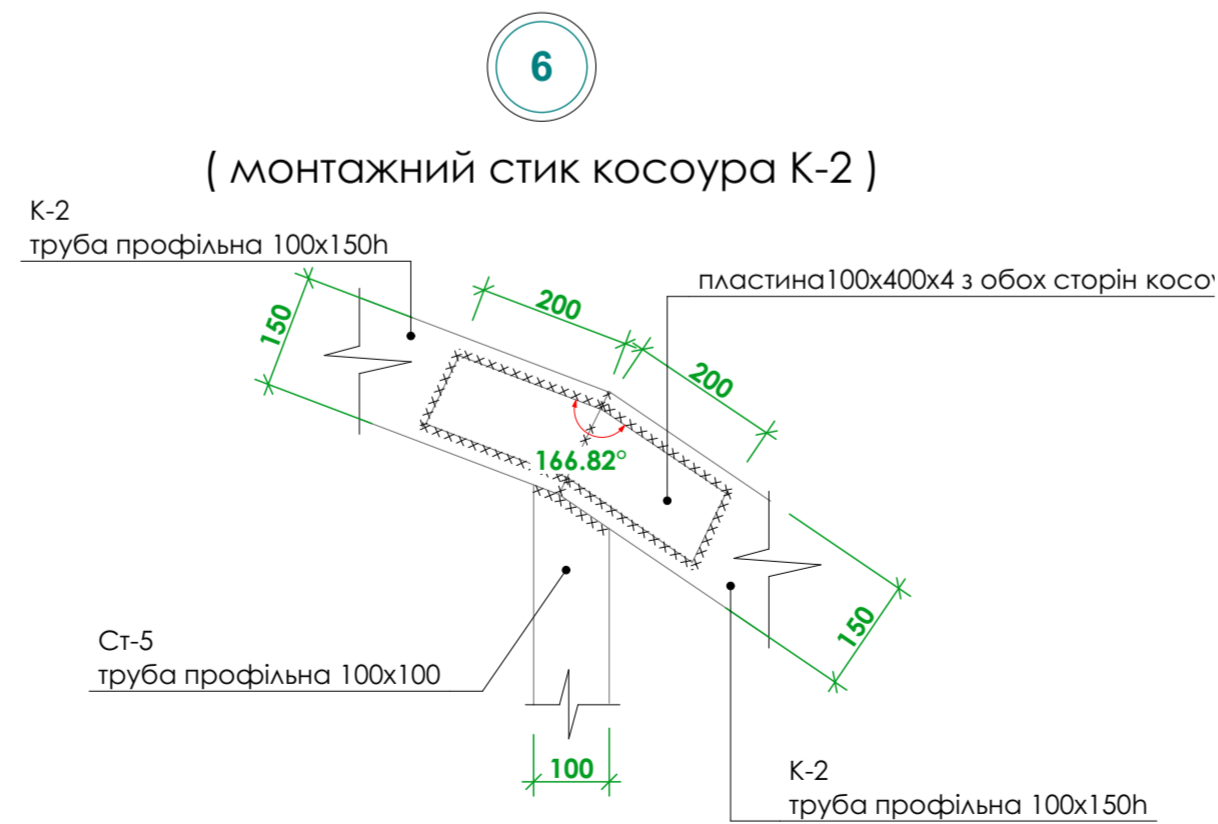 6
( монтажний стик косоура К-2 )
К-2
труба профільна 100х150h
пластина100х400х4 з обох сторін
200
150
200
166.82°
150
Ст-5
труба профільна 100х100
100
К-2
труба профільна 100х150h